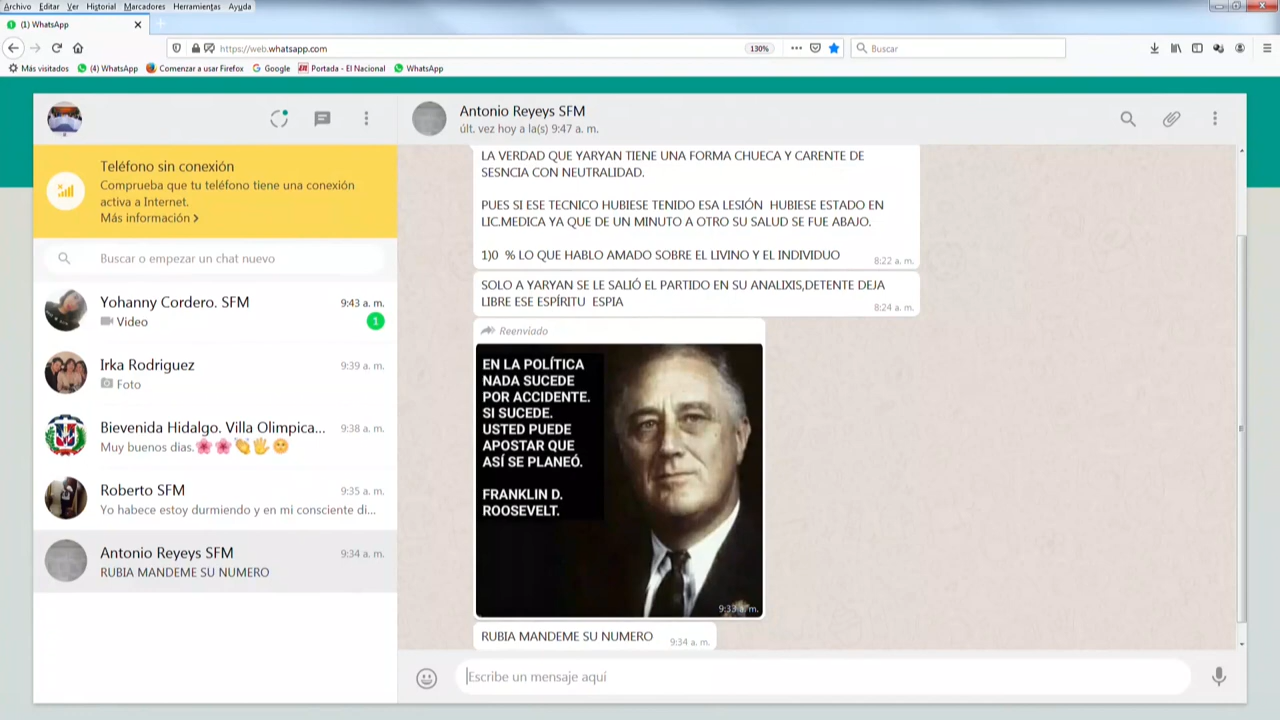 Archivo Editar Ver Historial Marcadores Herramientas Ayuda
(1) WhatsApp
https://web.whatsapp.com
130%
Buscar
Más visitados (4) WhatsApp Comenzar a usar Firefox Google Portada - El Nacional WhatsApp
Teléfono sin conexión
Comprueba que tu teléfono tiene una conexión
activa a Internet.
Más información
Buscar o empezar un chat nuevo
Yohanny Cordero. SFM 9:43 a. m.
Video 1
Irka Rodriguez 9:39 a. m.
Foto
Bievenida Hidalgo. Villa Olimpica... 9:38 a. m.
Muy buenos dias.🌸🌸👏🖐😊
Roberto SFM 9:35 a. m.
Yo habece estoy durmiendo y en mi consciente di...
Antonio Reyeys SFM 9:34 a. m.
RUBIA MANDEME SU NUMERO
Antonio Reyeys SFM
últ. vez hoy a la(s) 9:47 a. m.
LA VERDAD QUE YARYAN TIENE UNA FORMA CHUECA Y CARENTE DE
SESNCIA CON NEUTRALIDAD.
PUES SI ESE TECNICO HUBIESE TENIDO ESA LESIÓN HUBIESE ESTADO EN
LIC.MEDICA YA QUE DE UN MINUTO A OTRO SU SALUD SE FUE ABAJO.
1)0 % LO QUE HABLO AMADO SOBRE EL LIVINO Y EL INDIVIDUO
8:22 a. m.
SOLO A YARYAN SE LE SALIÓ EL PARTIDO EN SU ANALIXIS,DETENTE DEJA
LIBRE ESE ESPÍRITU ESPIA
8:24 a. m.
Reenviado
EN LA POLÍTICA
NADA SUCEDE
POR ACCIDENTE.
SI SUCEDE.
USTED PUEDE
APOSTAR QUE
ASÍ SE PLANEÓ.
FRANKLIN D.
ROOSEVELT.
9:33 a. m.
RUBIA MANDEME SU NUMERO 9:34 a. m.
Escribe un mensaje aquí